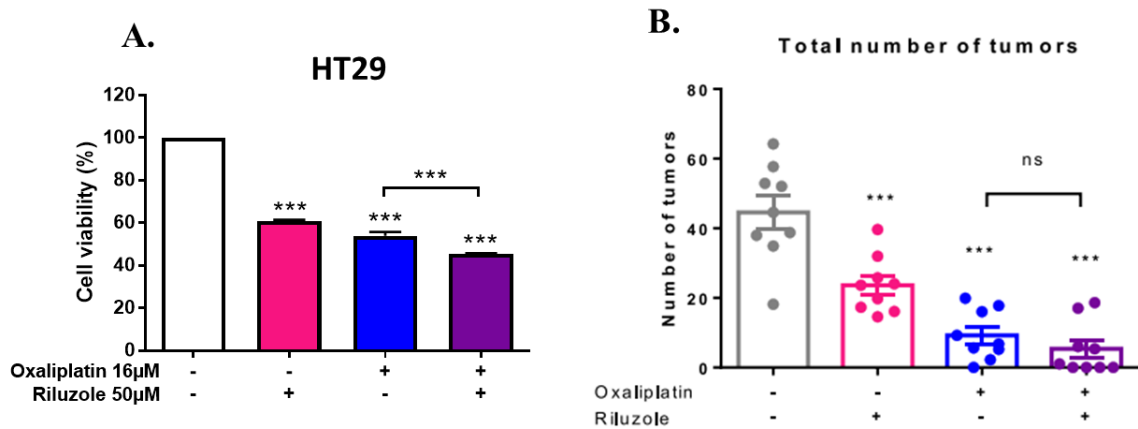 A.
HT29
Cell viability (%)
120
100
80
60
40
20
0
***
***
***
***
Oxaliplatin 16µM - - + +
Riluzole 50µM - + - +
B.
Total number of tumors
Number of tumors
80
60
40
20
0
***
***
ns
***
Oxaliplatin - - + +
Riluzole - + - +